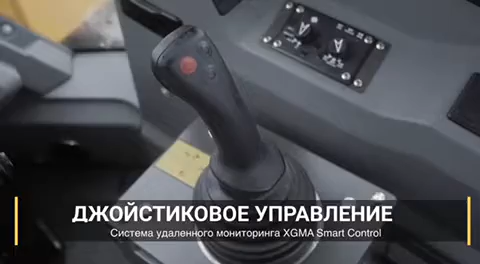 ДЖОЙСТИКОВОЕ УПРАВЛЕНИЕ
Система удаленного мониторинга XGMA Smart Control